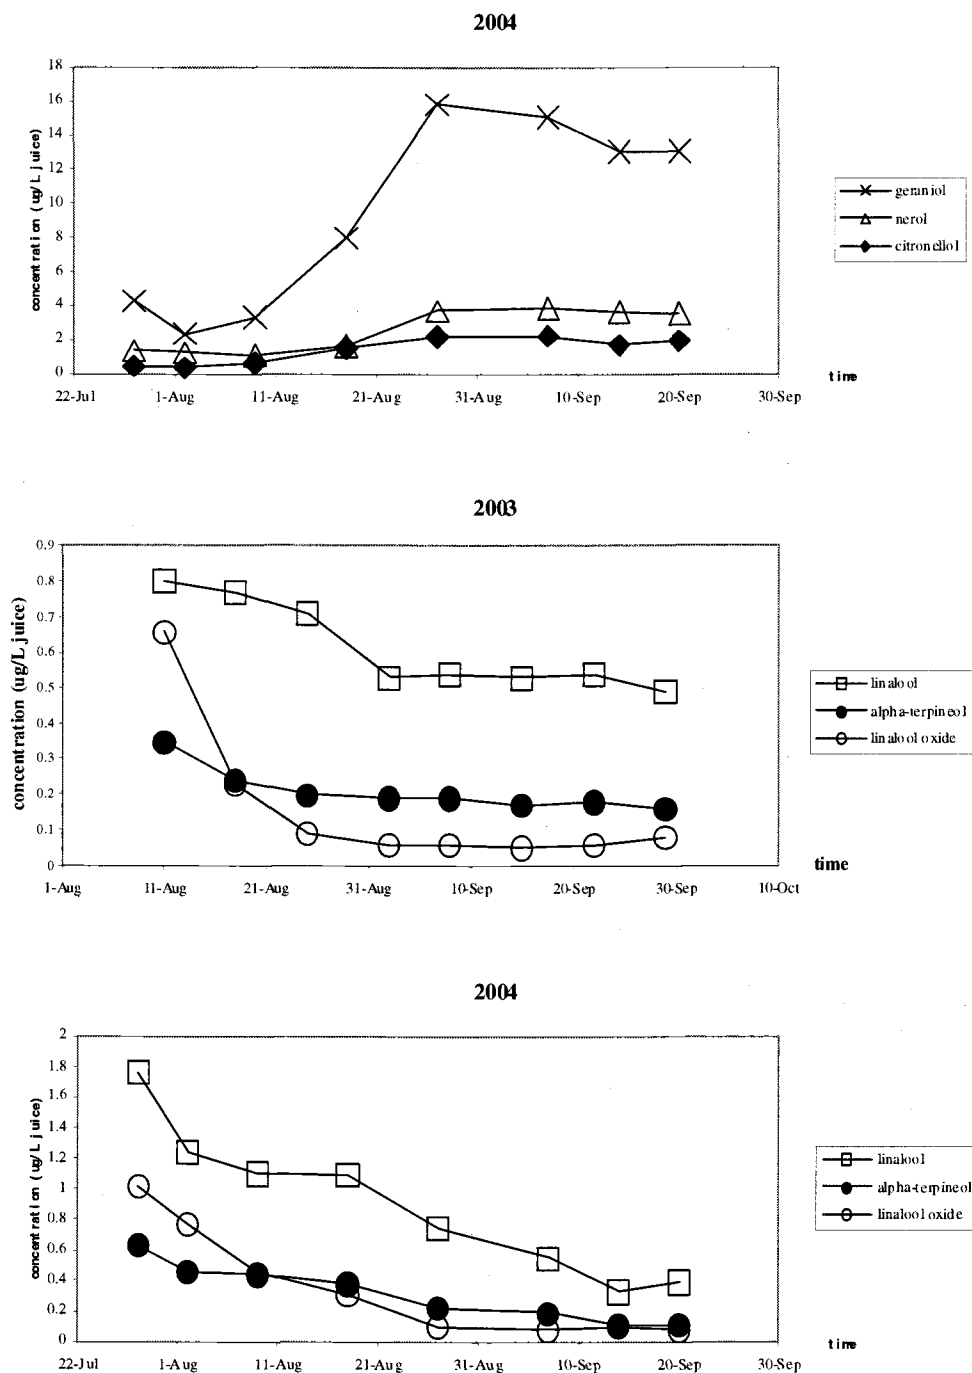 2004
18
16
14
12
10
8
6
4
2
0
concentration (ug/L juice)
22-Jul 1-Aug 11-Aug 21-Aug 31-Aug 10-Sep 20-Sep 30-Sep
time
geraniol
nerol
citronellol
2003
0.9
0.8
0.7
0.6
0.5
0.4
0.3
0.2
0.1
0
concentration (ug/L juice)
1-Aug 11-Aug 21-Aug 31-Aug 10-Sep 20-Sep 30-Sep 10-Oct
time
linalool
alpha-terpineol
linalool oxide
2004
2
1.8
1.6
1.4
1.2
1
0.8
0.6
0.4
0.2
0
concentration (ug/L juice)
22-Jul 1-Aug 11-Aug 21-Aug 31-Aug 10-Sep 20-Sep 30-Sep
time
linalool
alpha-terpineol
linalool oxide